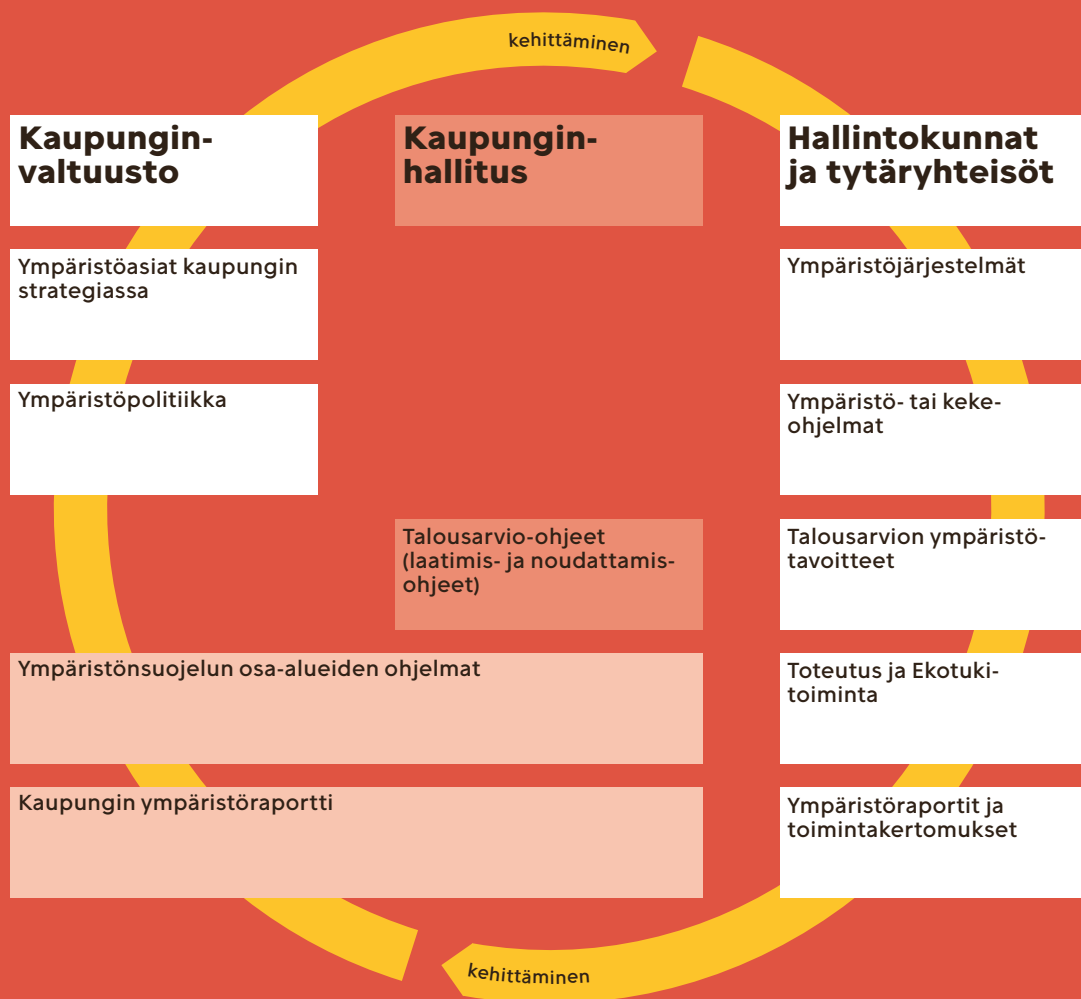 kehittäminen
Kaupungin-
valtuusto
Kaupungin-
hallitus
Hallintokunnat
ja tytäryhteisöt
Ympäristöasiat kaupungin
strategiassa
Ympäristöjärjestelmät
Ympäristöpolitiikka
Ympäristö- tai keke-
ohjelmat
Talousarvio-ohjeet
(laatimis- ja noudattamis-
ohjeet)
Talousarvion ympäristö-
tavoitteet
Ympäristönsuojelun osa-alueiden ohjelmat
Toteutus ja Ekotuki-
toiminta
Kaupungin ympäristöraportti
Ympäristöraportit ja
toimintakertomukset
kehittäminen